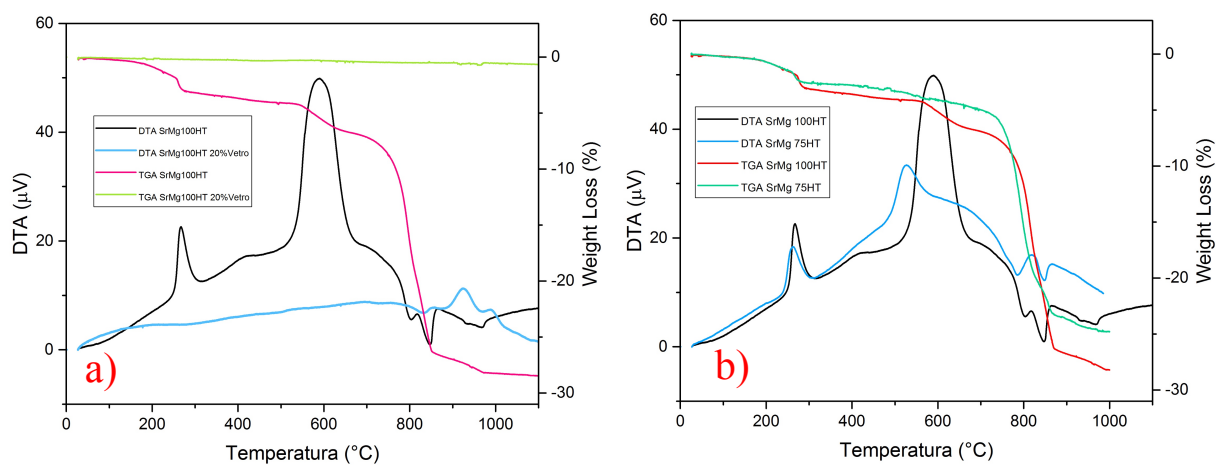 60
40
20
0
DTA (μV)
0
-10
-20
-30
Weight Loss (%)
DTA SrMg100HT
DTA SrMg100HT 20%Vetro
TGA SrMg100HT
TGA SrMg100HT 20%Vetro
a)
0 200 400 600 800 1000
Temperatura (°C)
60
40
20
0
DTA (μV)
0
-10
-20
-30
Weight Loss (%)
DTA SrMg 100HT
DTA SrMg 75HT
TGA SrMg 100HT
TGA SrMg 75HT
b)
0 200 400 600 800 1000
Temperatura (°C)